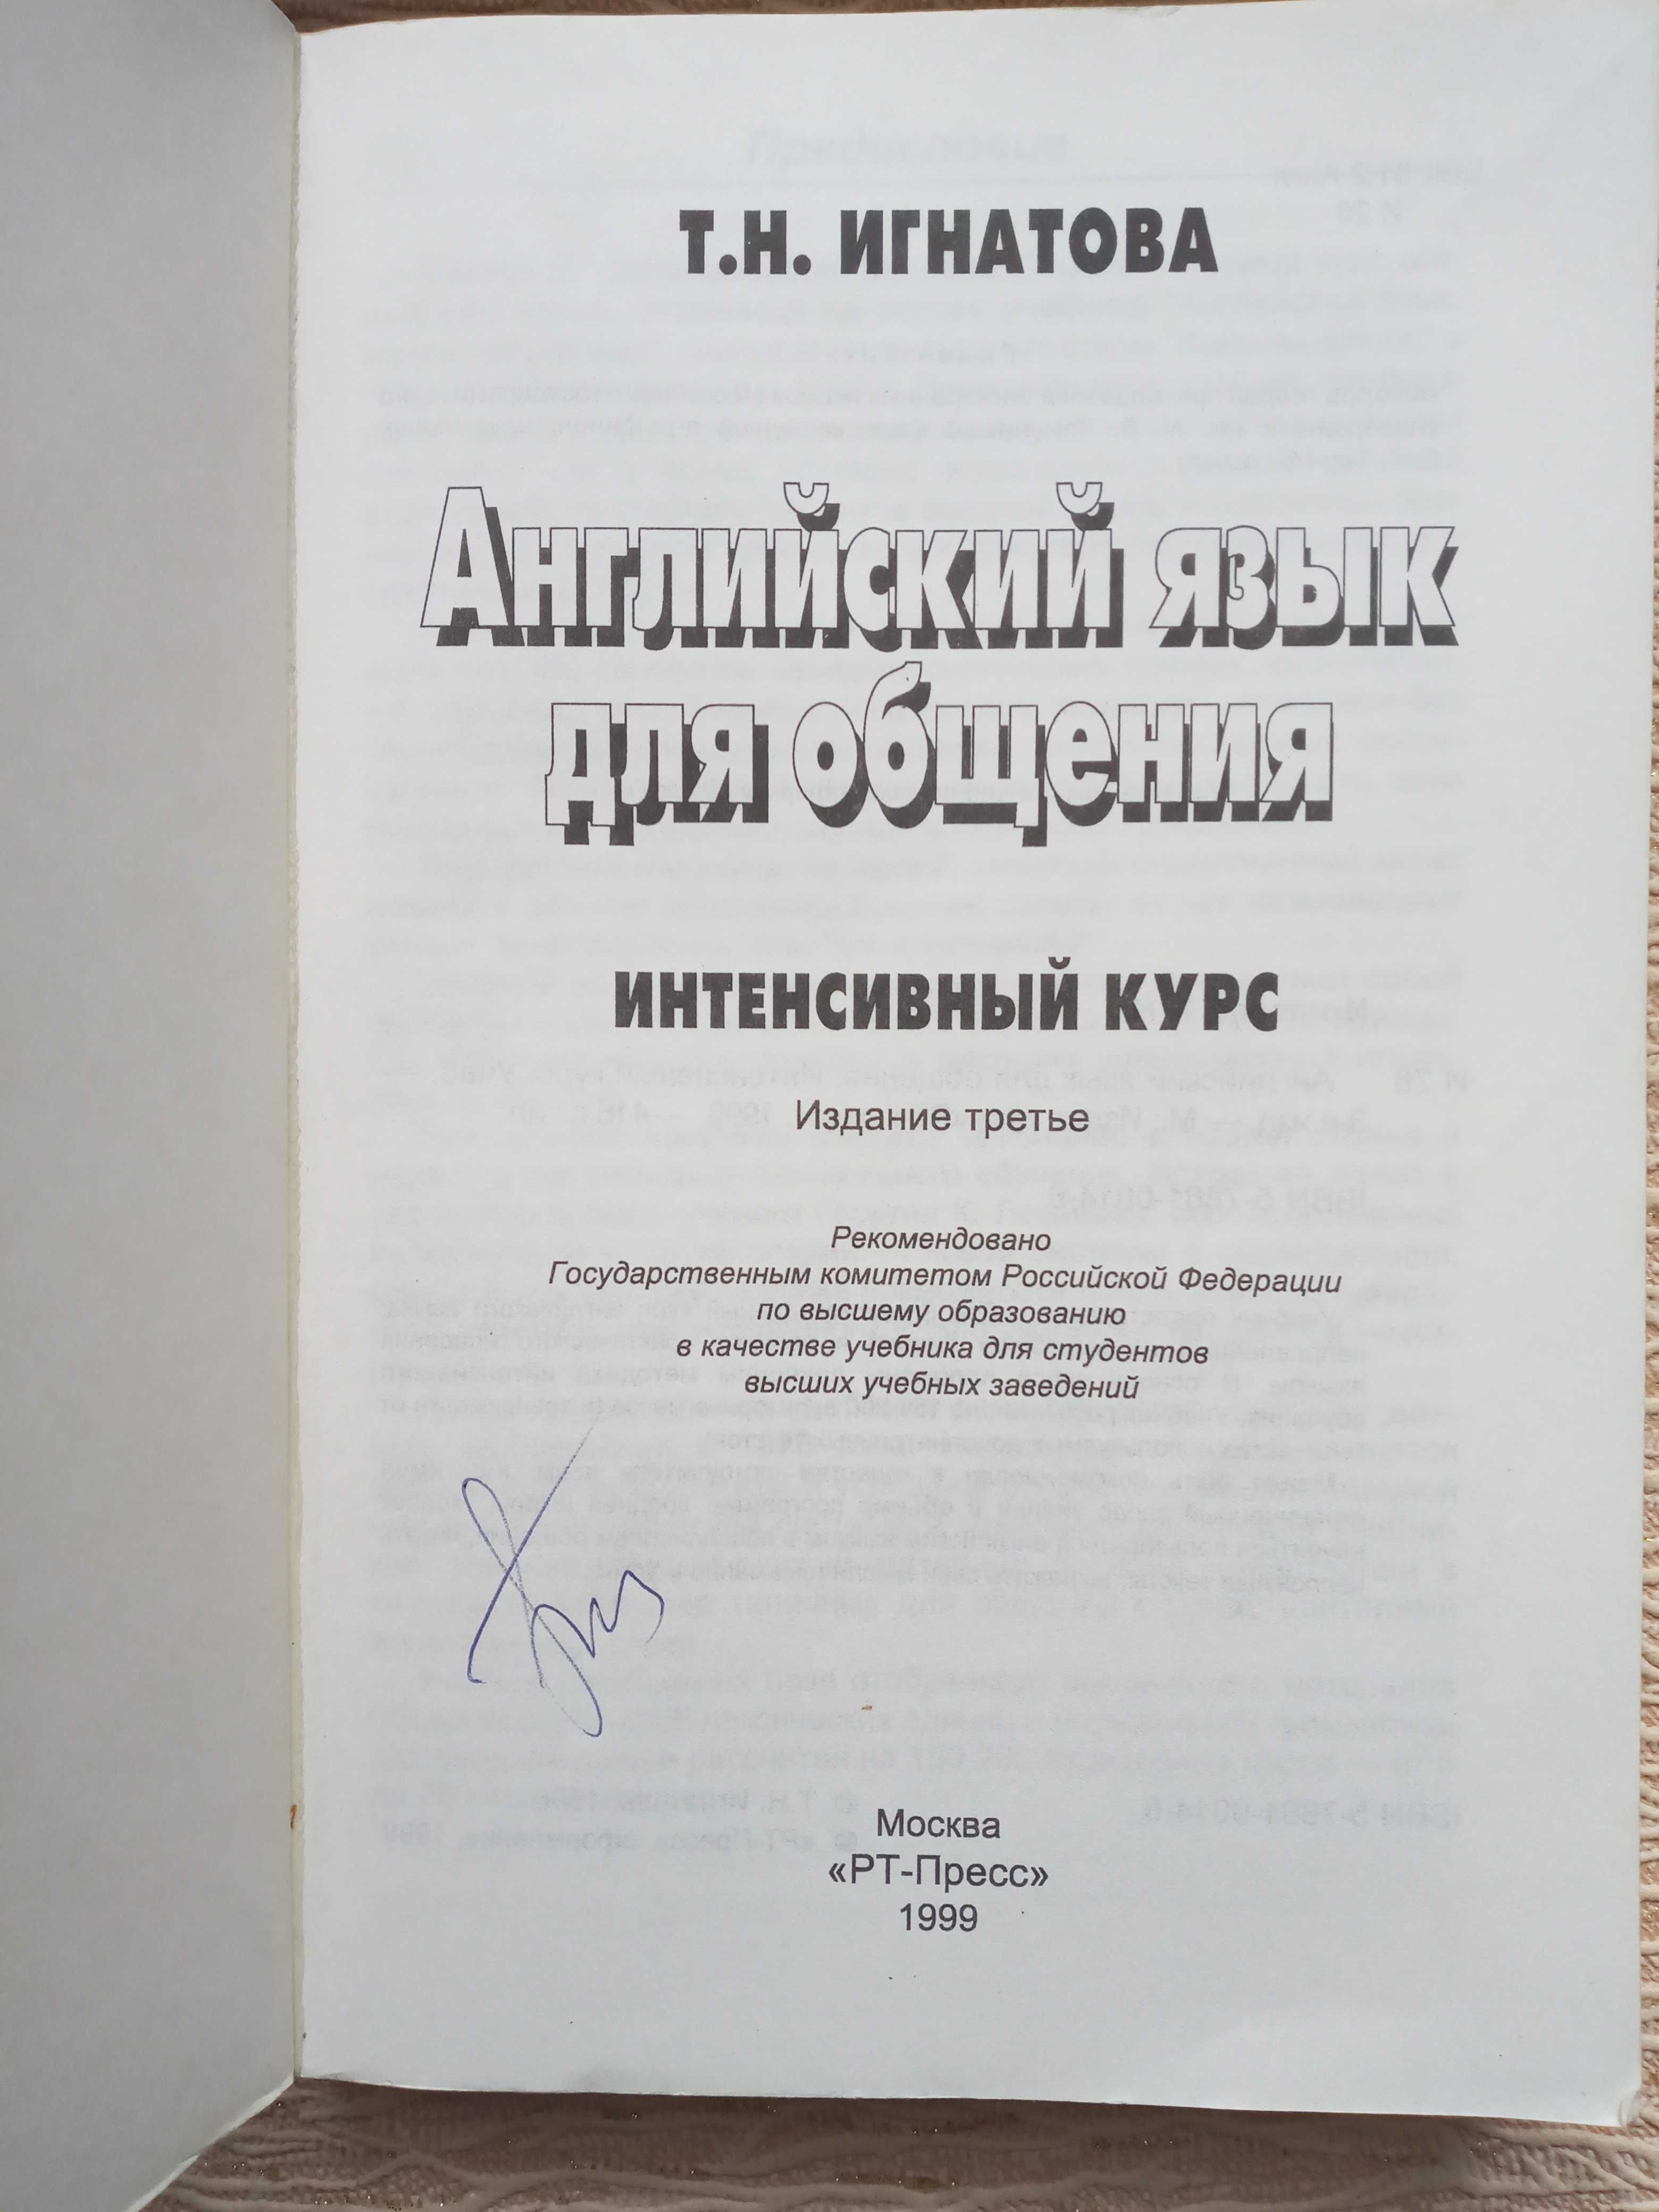 Т.Н. ИГНАТОВА
Английский язык
для общения
ИНТЕНСИВНЫЙ КУРС
Издание третье
Рекомендовано
Государственным комитетом Российской Федерации
по высшему образованию
в качестве учебника для студентов
высших учебных заведений
Москва
«РТ-Пресс»
1999